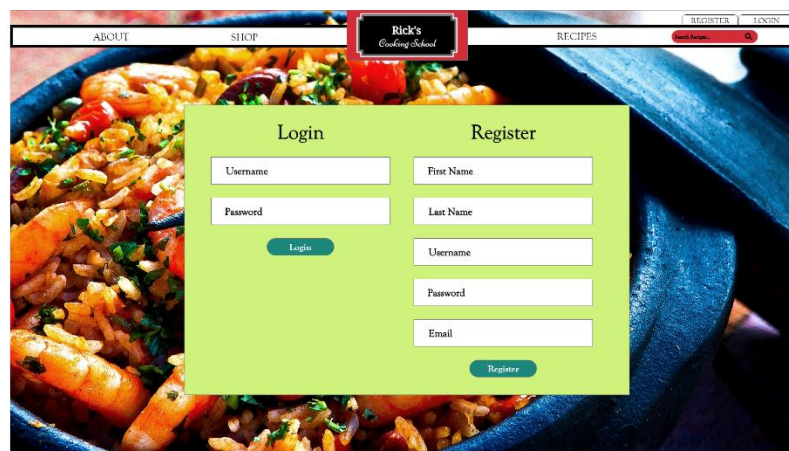 REGISTER LOGIN
ABOUT SHOP
Rick's
Cooking School
RECIPES
Search Recipes...
Login
Username
Password
Login
Register
First Name
Last Name
Username
Password
Email
Register